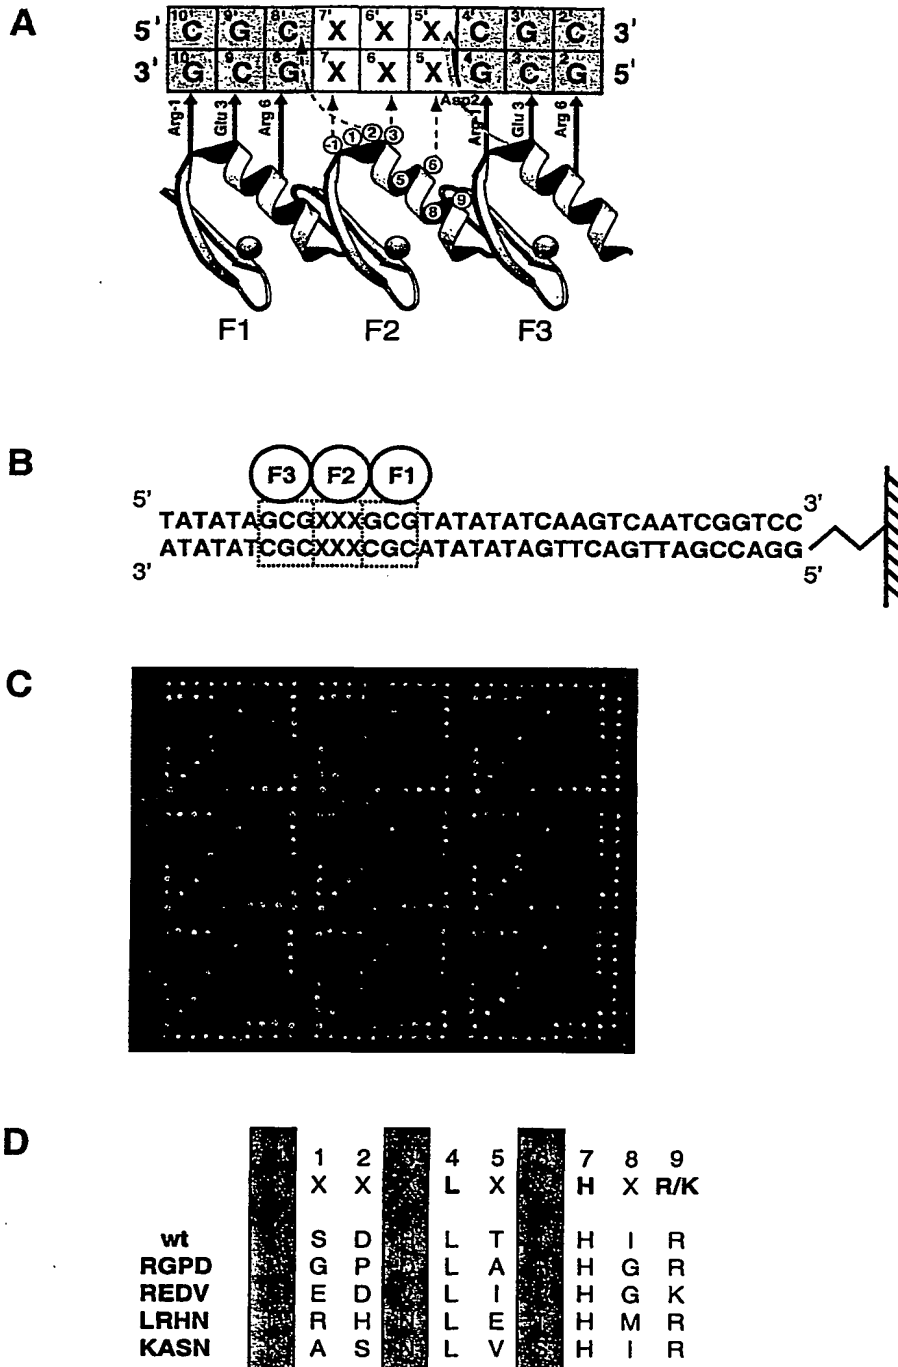 A
10' 9' 8' 7' 6' 5' 4' 3' 2'
5' C G C X X X C G C 3'
10 9 8 7 6 5 4 3 2
3' G C G X X X G C G 5'
Asp2
Arg-1 Glu 3 Arg 6 Arg-1 Glu 3 Arg 6
-1 1 2 3 5 6 8 9
F1 F2 F3
B
F3 F2 F1
5' 3'
TATATAGCGXXXGCGTATATATCAAGTCAATCGGTCC
ATATATCGCXXXCGCATATATAGTTCAGTTAGCCAGG
3' 5'
C
D
1 2 4 5 7 8 9
X X L X H X R/K
wt S D L T H I R
RGPD G P L A H G R
REDV E D L I H G K
LRHN R H L E H M R
KASN A S L V H I R